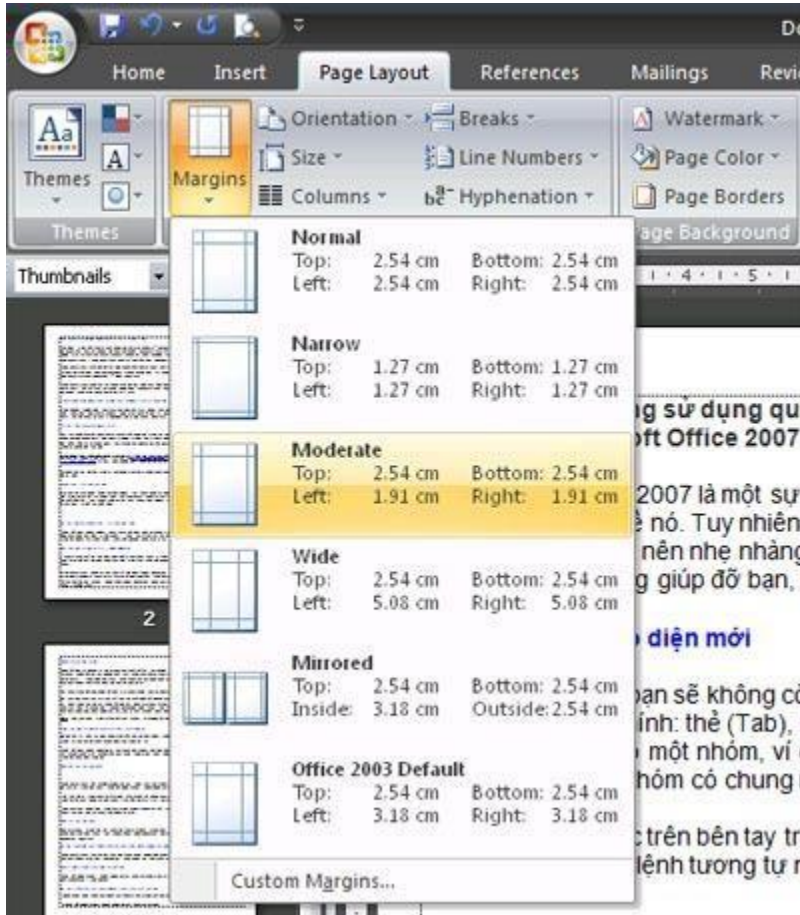 Home Insert Page Layout References Mailings
Aa Themes A Margins Orientation Breaks Watermark
Size Line Numbers Page Color
Columns Hyphenation Page Borders
Themes
Thumbnails 4 5
Normal
Top: 2.54 cm Bottom: 2.54 cm
Left: 2.54 cm Right: 2.54 cm
Narrow
Top: 1.27 cm Bottom: 1.27 cm
Left: 1.27 cm Right: 1.27 cm
Moderate
Top: 2.54 cm Bottom: 2.54 cm
Left: 1.91 cm Right: 1.91 cm
Wide
Top: 2.54 cm Bottom: 2.54 cm
Left: 5.08 cm Right: 5.08 cm
Mirrored
Top: 2.54 cm Bottom: 2.54 cm
Inside: 3.18 cm Outside: 2.54 cm
Office 2003 Default
Top: 2.54 cm Bottom: 2.54 cm
Left: 3.18 cm Right: 3.18 cm
Custom Margins...
2
sử dụng
Office 2007
2007 là một sự
nó. Tuy nhiên
nên nhẹ nhàng
giúp đỡ bạn,
diện mới
bạn sẽ không
thẻ (Tab),
một nhóm, ví
nhóm có chung
trên bên tay
lệnh tương tự